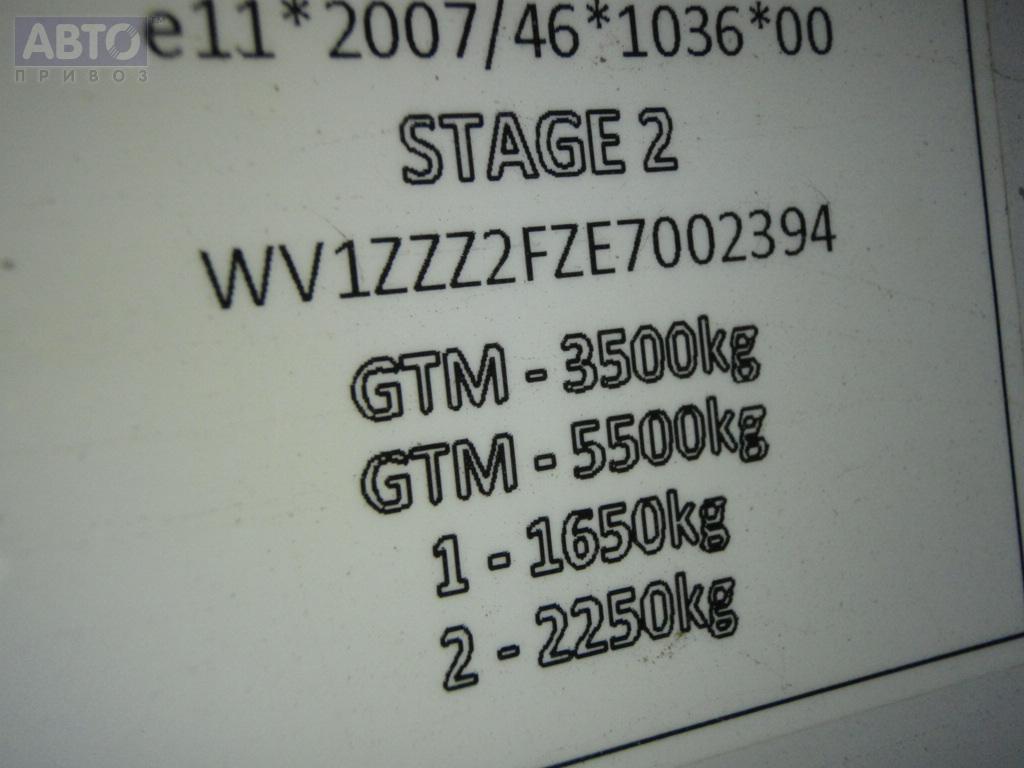 АВТО
ПРИВОЗ
e11*2007/46*1036*00
STAGE 2
WV1ZZZ2FZE7002394
GTM - 3500kg
GTM - 5500kg
1 - 1650kg
2 - 2250kg